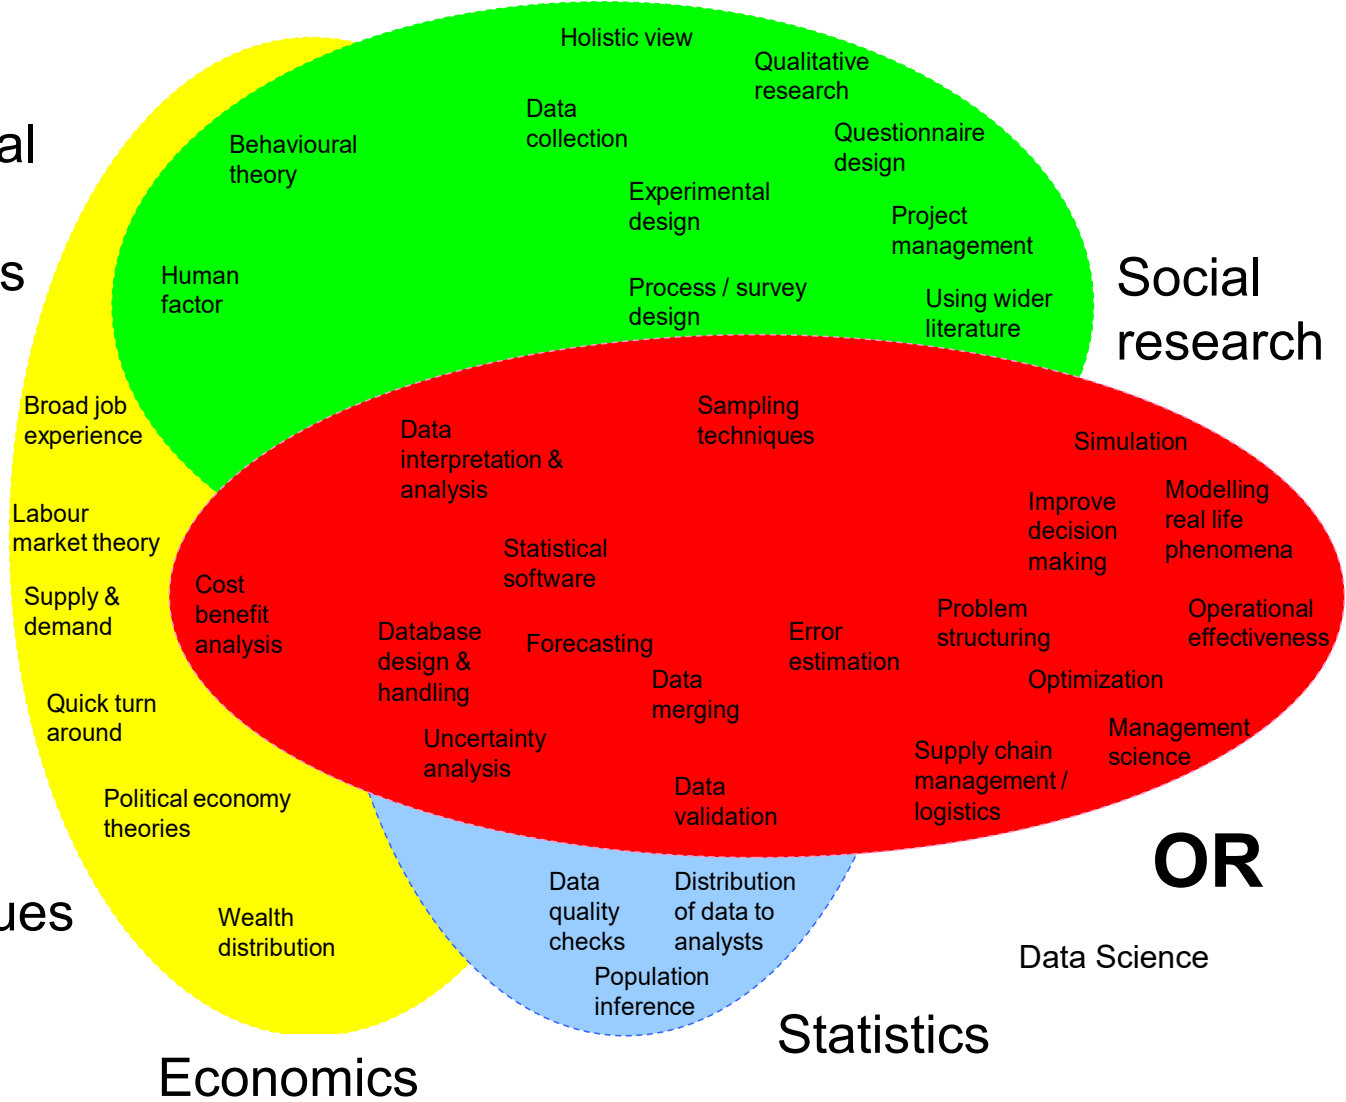 Holistic view
Qualitative
research
Data
collection
Behavioural
theory
Questionnaire
design
al
Experimental
design
Project
management
s
Human
factor
Process / survey
design
Using wider
literature
Social
research
Broad job
experience
Sampling
techniques
Data
interpretation &
analysis
Simulation
Modelling
real life
phenomena
Improve
decision
making
Labour
market theory
Statistical
software
Supply &
demand
Cost
benefit
analysis
Database
design &
handling
Forecasting
Error
estimation
Problem
structuring
Operational
effectiveness
Data
merging
Optimization
Quick turn
around
Uncertainty
analysis
Management
science
Supply chain
management /
logistics
Data
validation
Political economy
theories
OR
Data
quality
checks
Distribution
of data to
analysts
ues
Wealth
distribution
Data Science
Population
inference
Statistics
Economics